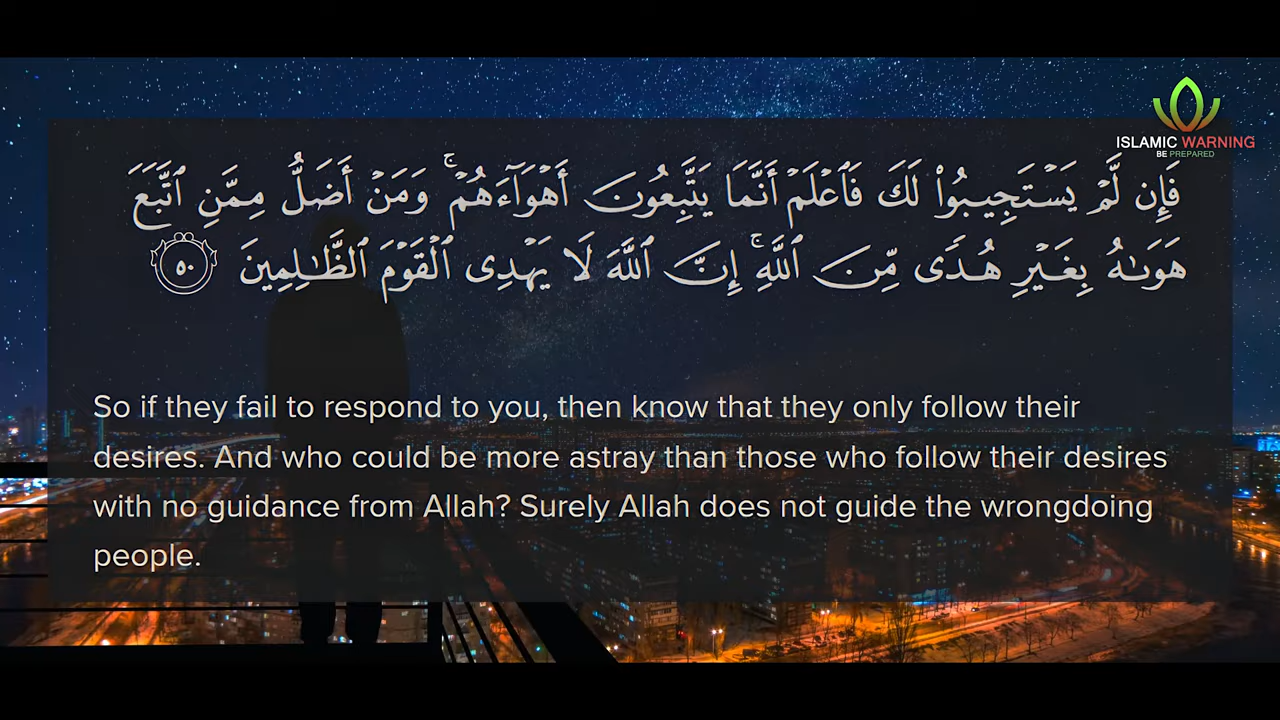 ISLAMIC WARNING
BE PREPARED
فَإِن لَّمْ يَسْتَجِيبُوا۟ لَكَ فَٱعْلَمْ أَنَّمَا يَتَّبِعُونَ أَهْوَآءَهُمْ ۚ وَمَنْ أَضَلُّ مِمَّنِ ٱتَّبَعَ
هَوَىٰهُ بِغَيْرِ هُدًى مِّنَ ٱللَّهِ ۚ إِنَّ ٱللَّهَ لَا يَهْدِى ٱلْقَوْمَ ٱلظَّـٰلِمِينَ ٥٠
So if they fail to respond to you, then know that they only follow their
desires. And who could be more astray than those who follow their desires
with no guidance from Allah? Surely Allah does not guide the wrongdoing
people.